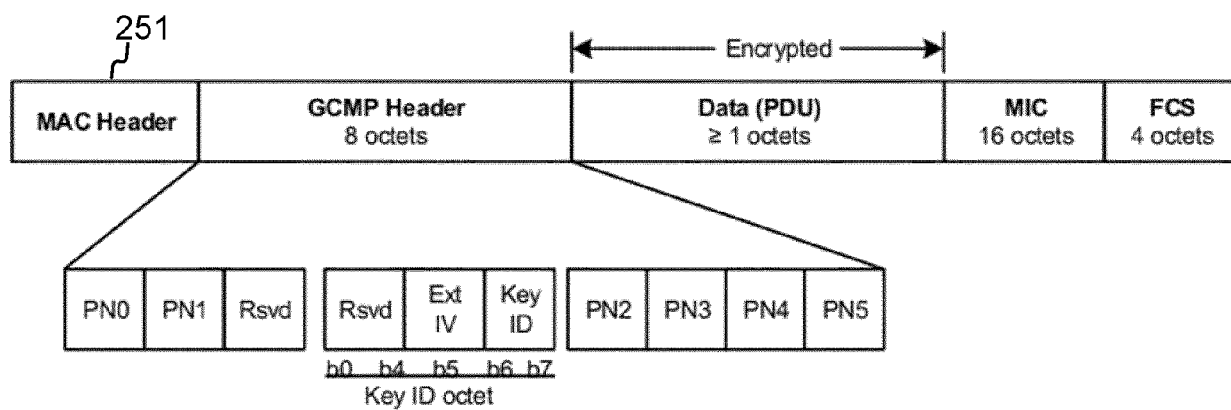 251
Encrypted
MAC Header
GCMP Header
8 octets
Data (PDU)
≥ 1 octets
MIC
16 octets
FCS
4 octets
PN0
PN1
Rsvd
Rsvd
Ext
IV
Key
ID
PN2
PN3
PN4
PN5
b0 b4 b5 b6 b7
Key ID octet